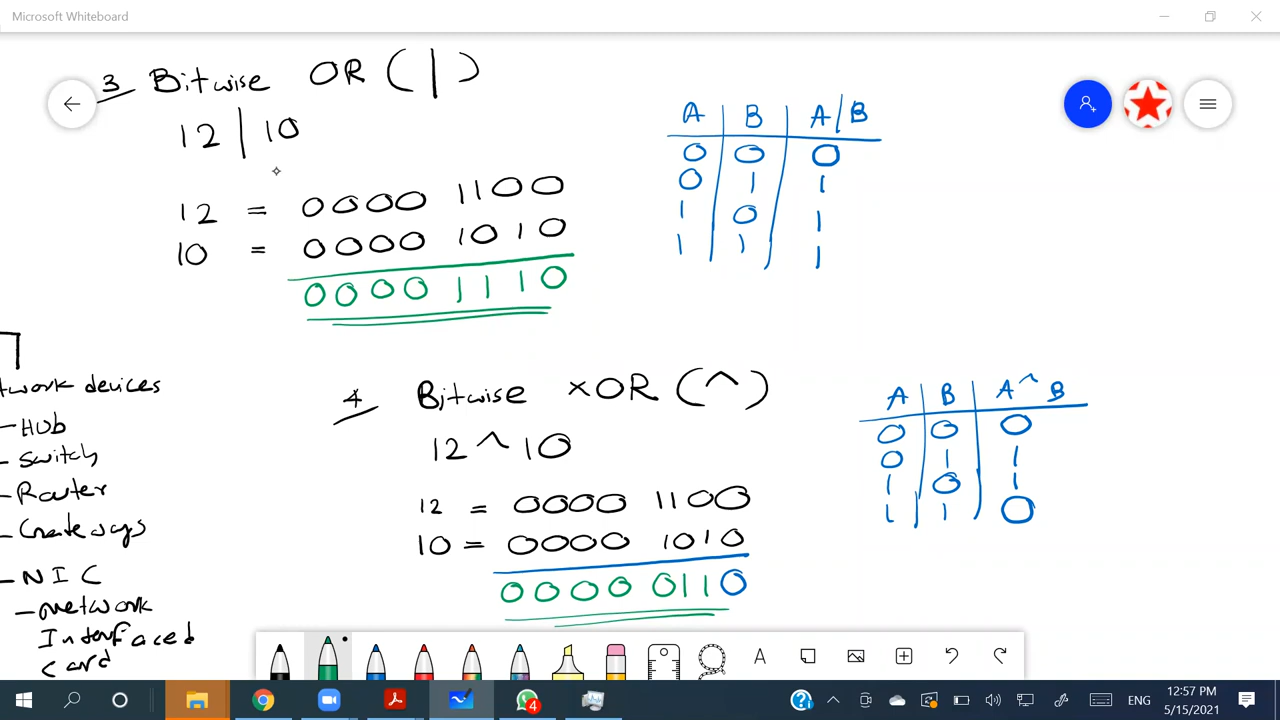 Microsoft Whiteboard
3 Bitwise OR ( | )
12 | 10
12 = 0000 1100
10 = 0000 1010
0000 1110
A B A/B
0 0 0
0 1 1
1 0 1
1 1 1
4 Bitwise XOR (^)
12 ^ 10
12 = 0000 1100
10 = 0000 1010
0000 0110
A B A^B
0 0 0
0 1 1
1 0 1
1 1 0
twork devices
- HUB
- Switch
- Router
- Gateways
- NIC
- network
Interfaced
card
A
4
ENG
12:57 PM
5/15/2021